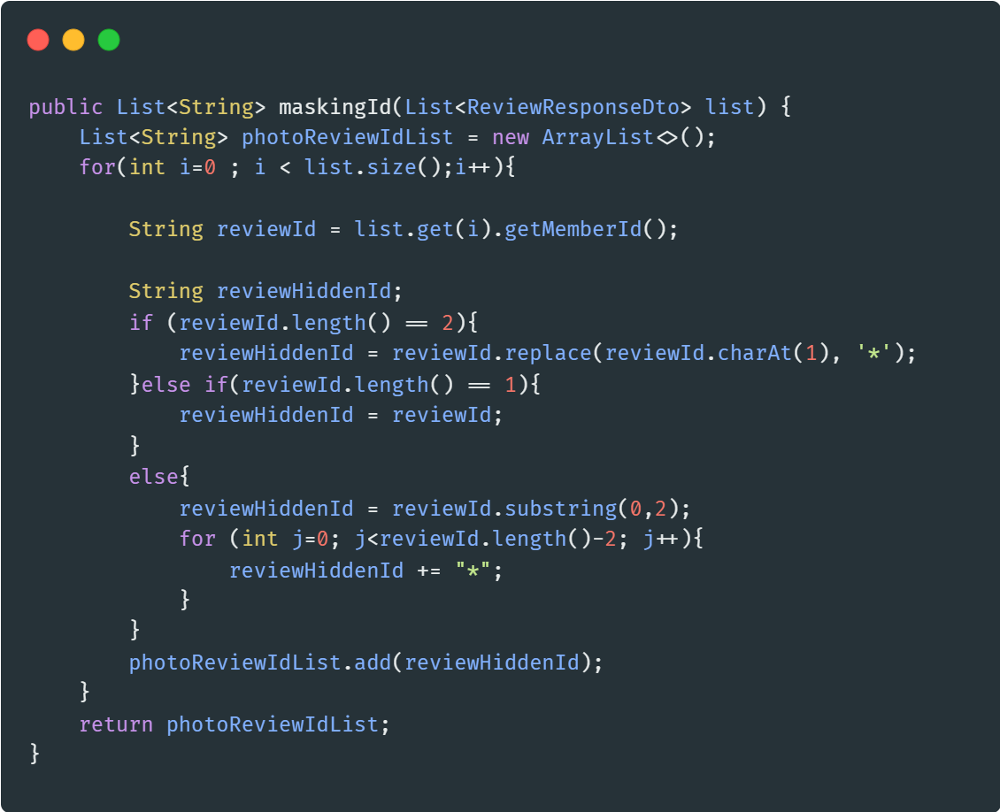 public List<String> maskingId(List<ReviewResponseDto> list) {
    List<String> photoReviewIdList = new ArrayList<>();
    for(int i=0 ; i < list.size();i++){

        String reviewId = list.get(i).getMemberId();

        String reviewHiddenId;
        if (reviewId.length() == 2){
            reviewHiddenId = reviewId.replace(reviewId.charAt(1), '*');
        }else if(reviewId.length() == 1){
            reviewHiddenId = reviewId;
        }
        else{
            reviewHiddenId = reviewId.substring(0,2);
            for (int j=0; j<reviewId.length()-2; j++){
                reviewHiddenId += "*";
            }
        }
        photoReviewIdList.add(reviewHiddenId);
    }
    return photoReviewIdList;
}